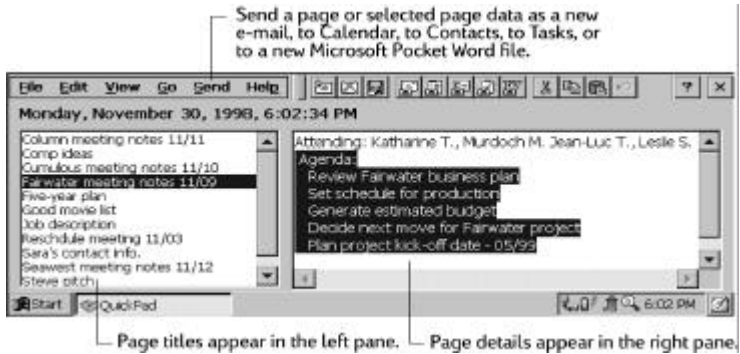 Send a page or selected page data as a new
e-mail, to Calendar, to Contacts, to Tasks, or
to a new Microsoft Pocket Word file.
File Edit View Go Send Help ? ×
Monday, November 30, 1998, 6:02:34 PM
Column meeting notes 11/11
Comp ideas
Cumulous meeting notes 11/10
Fairwater meeting notes 11/09
Five-year plan
Good movie list
Job description
Reschdule meeting 11/03
Sara's contact info.
Seawest meeting notes 11/12
Steve pitch
Attending: Katharine T., Murdoch M. Jean-Luc T., Leslie S.
Agenda:
Review Fairwater business plan
Set schedule for production
Generate estimated budget
Decide next move for Fairwater project
Plan project kick-off date - 05/99
Start QuickPad 6:02 PM
Page titles appear in the left pane. Page details appear in the right pane.